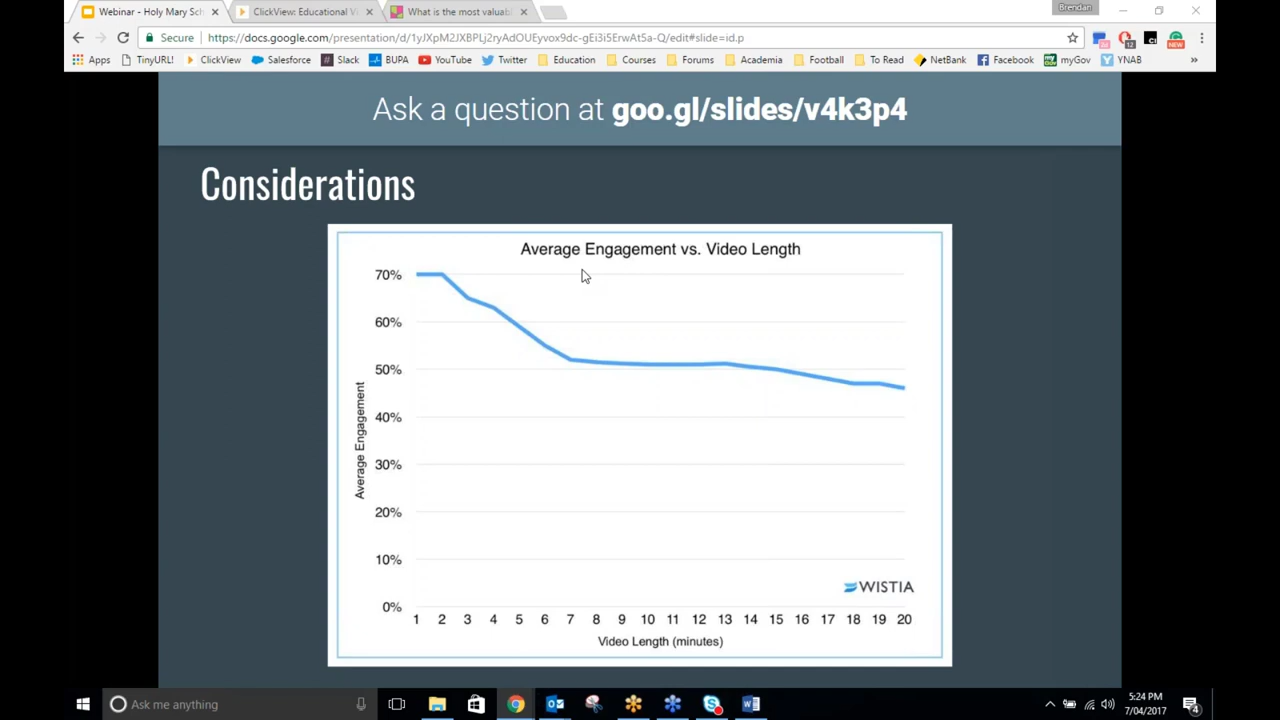 Webinar - Holy Mary Sch
ClickView: Educational V
What is the most valuabl
Brendan
Secure
https://docs.google.com/presentation/d/1yJXpM2JXBPLj2ryAdOUEyvox9dc-gEi3i5ErwAt5a-Q/edit#slide=id.p
Apps TinyURL! ClickView Salesforce Slack BUPA YouTube Twitter Education Courses Forums Academia Football To Read NetBank Facebook myGov YNAB »
Ask a question at goo.gl/slides/v4k3p4
Considerations
Average Engagement vs. Video Length
70%
60%
50%
40%
30%
20%
10%
0%
Average Engagement
WISTIA
1 2 3 4 5 6 7 8 9 10 11 12 13 14 15 16 17 18 19 20
Video Length (minutes)
Ask me anything
5:24 PM
7/04/2017